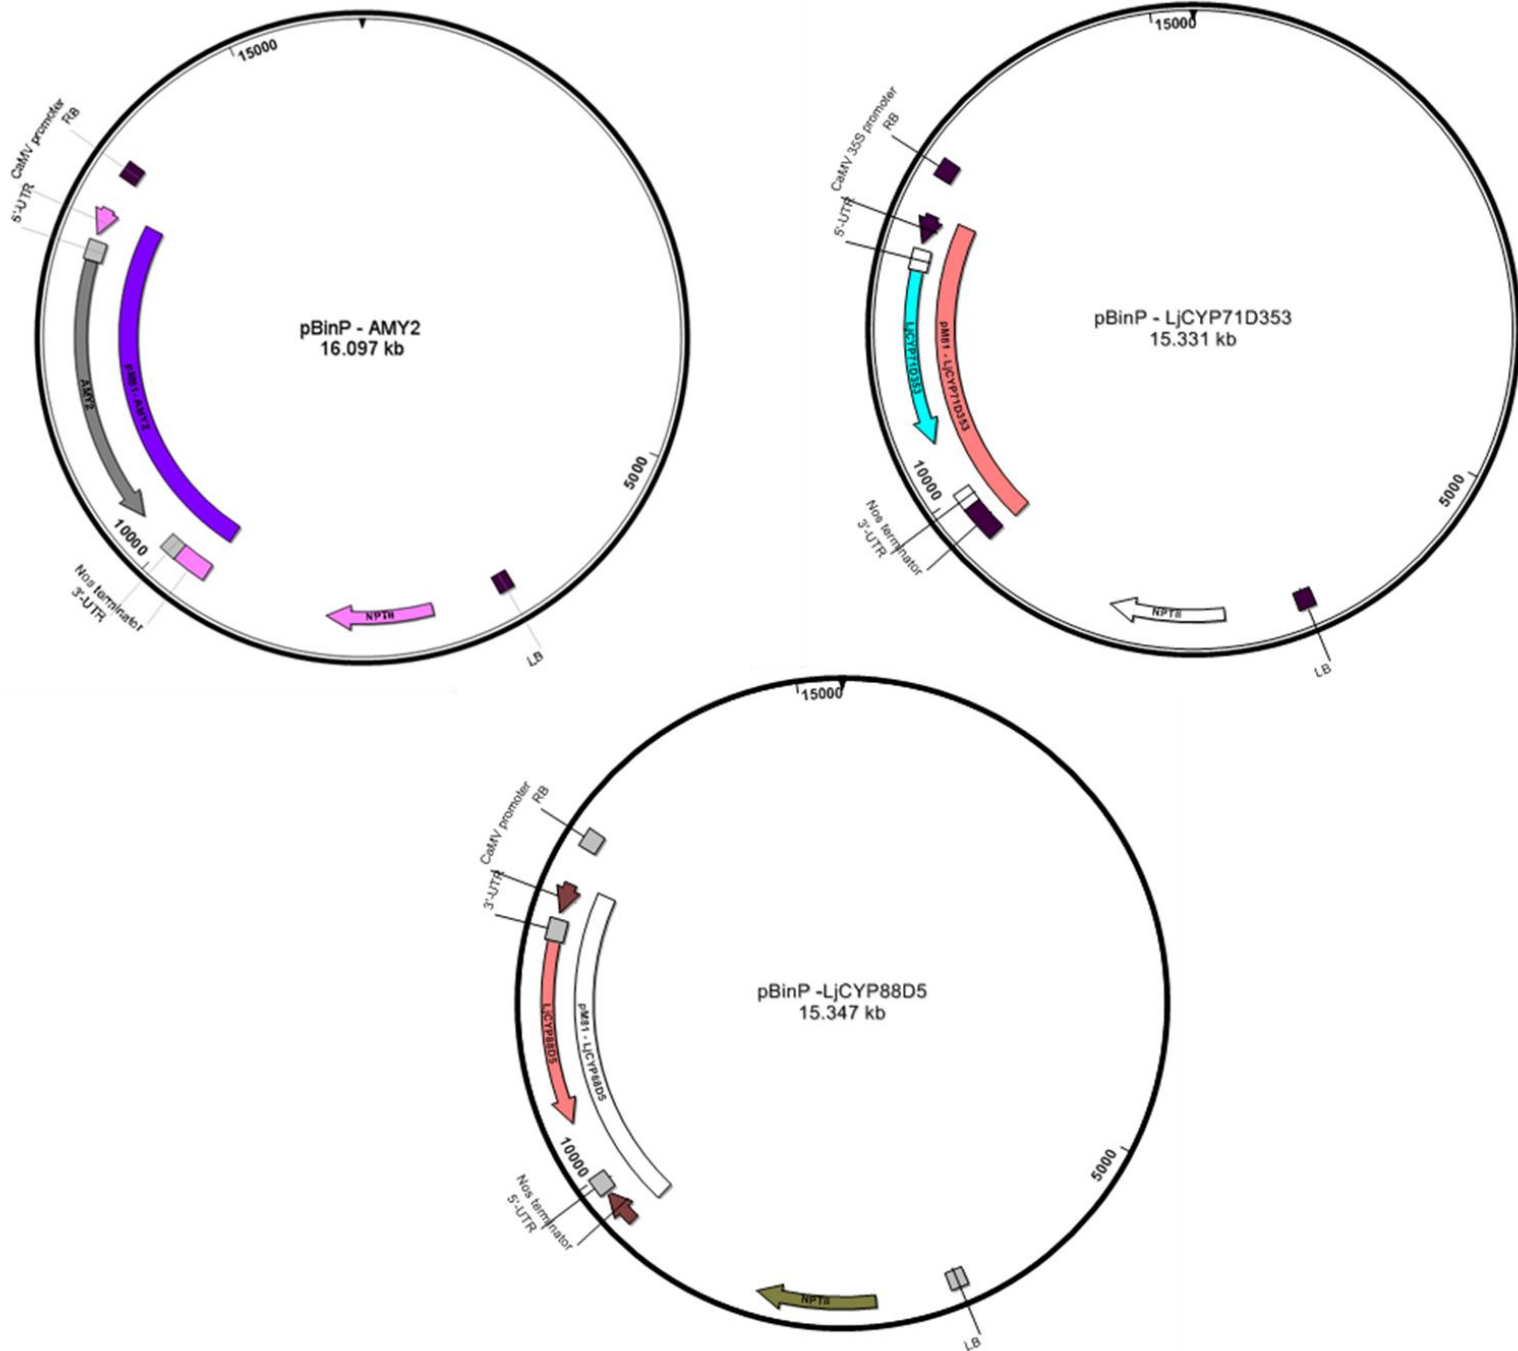 15000
RB
CaMV promoter
5'-UTR
pBinP - AMY2
16.097 kb
AMY2
pM81- AMY2
5000
10000
Nos terminator
3'-UTR
NPTII
LB
15000
RB
CaMV 35S promoter
5'-UTR
pBinP - LjCYP71D353
15.331 kb
LjCYP71D353
pM81 - LjCYP71D353
5000
10000
Nos terminator
3'-UTR
NPTII
LB
15000
RB
CaMV promoter
3'-UTR
pBinP -LjCYP88D5
15.347 kb
LjCYP88D5
pM81 - LjCYP88D5
5000
10000
Nos terminator
5'-UTR
NPTII
LB